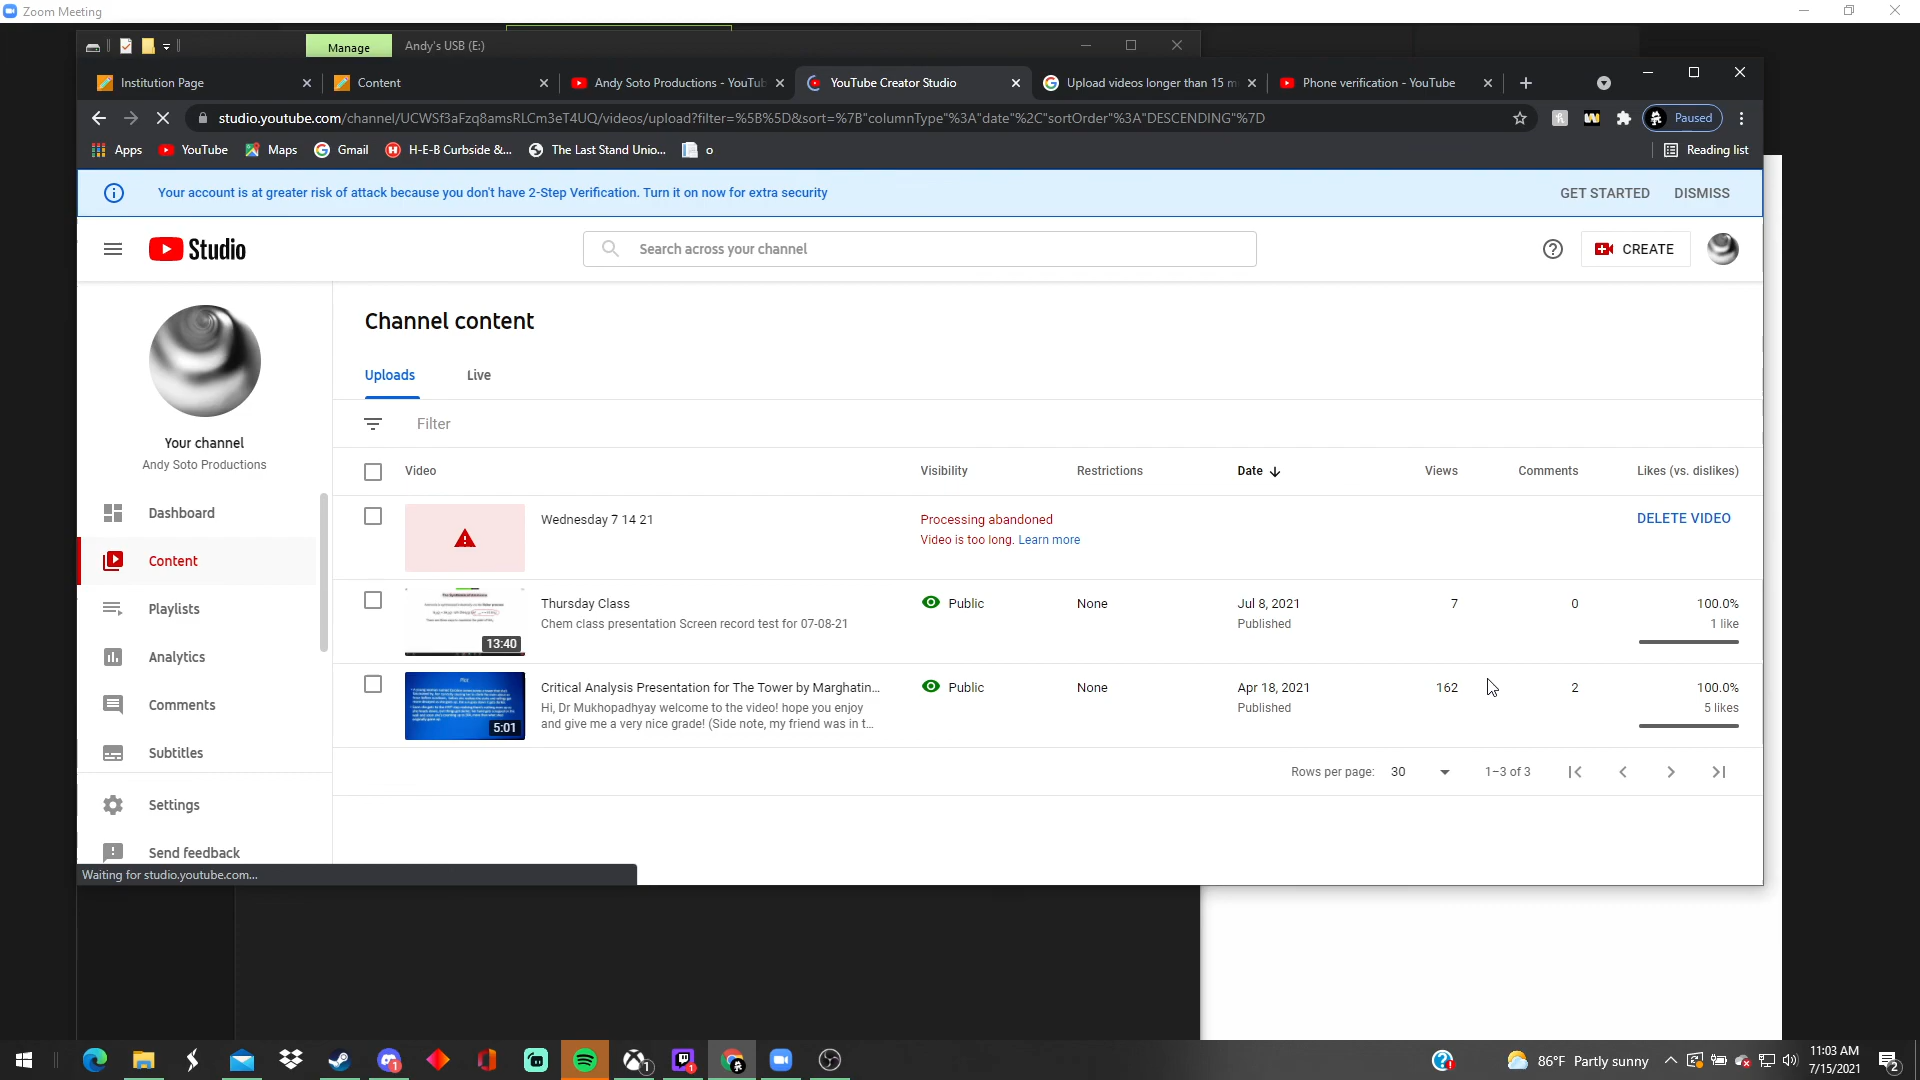 Zoom Meeting
Manage
Andy's USB (E:)
Institution Page
Content
Andy Soto Productions - YouTub
YouTube Creator Studio
Upload videos longer than 15 m
Phone verification - YouTube
studio.youtube.com/channel/UCWSf3aFzq8amsRLCm3eT4UQ/videos/upload?filter=%5B%5D&sort=%7B"columnType"%3A"date"%2C"sortOrder"%3A"DESCENDING"%7D
Paused
Apps
YouTube
Maps
Gmail
H-E-B Curbside &...
The Last Stand Unio...
o
Reading list
Your account is at greater risk of attack because you don't have 2-Step Verification. Turn it on now for extra security
GET STARTED
DISMISS
Studio
Search across your channel
CREATE
Channel content
Uploads
Live
Your channel
Andy Soto Productions
Filter
Video
Visibility
Restrictions
Date
Views
Comments
Likes (vs. dislikes)
Wednesday 7 14 21
Processing abandoned
Video is too long. Learn more
DELETE VIDEO
13:40
Thursday Class
Chem class presentation Screen record test for 07-08-21
Public
None
Jul 8, 2021
Published
7
0
100.0%
1 like
5:01
Critical Analysis Presentation for The Tower by Marghatin...
Hi, Dr Mukhopadhyay welcome to the video! hope you enjoy
and give me a very nice grade! (Side note, my friend was in t...
Public
None
Apr 18, 2021
Published
162
2
100.0%
5 likes
Rows per page:
30
1–3 of 3
Dashboard
Content
Playlists
Analytics
Comments
Subtitles
Settings
Send feedback
Waiting for studio.youtube.com...
86°F Partly sunny
11:03 AM
7/15/2021